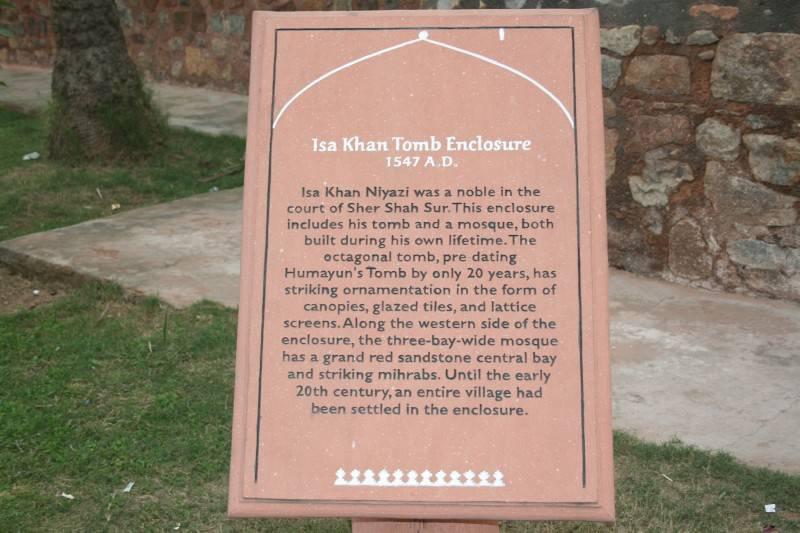 Isa Khan Tomb Enclosure
1547 A.D.
Isa Khan Niyazi was a noble in the
court of Sher Shah Sur. This enclosure
includes his tomb and a mosque, both
built during his own lifetime. The
octagonal tomb, pre dating
Humayun's Tomb by only 20 years, has
striking ornamentation in the form of
canopies, glazed tiles, and lattice
screens. Along the western side of the
enclosure, the three-bay-wide mosque
has a grand red sandstone central bay
and striking mihrabs. Until the early
20th century, an entire village had
been settled in the enclosure.